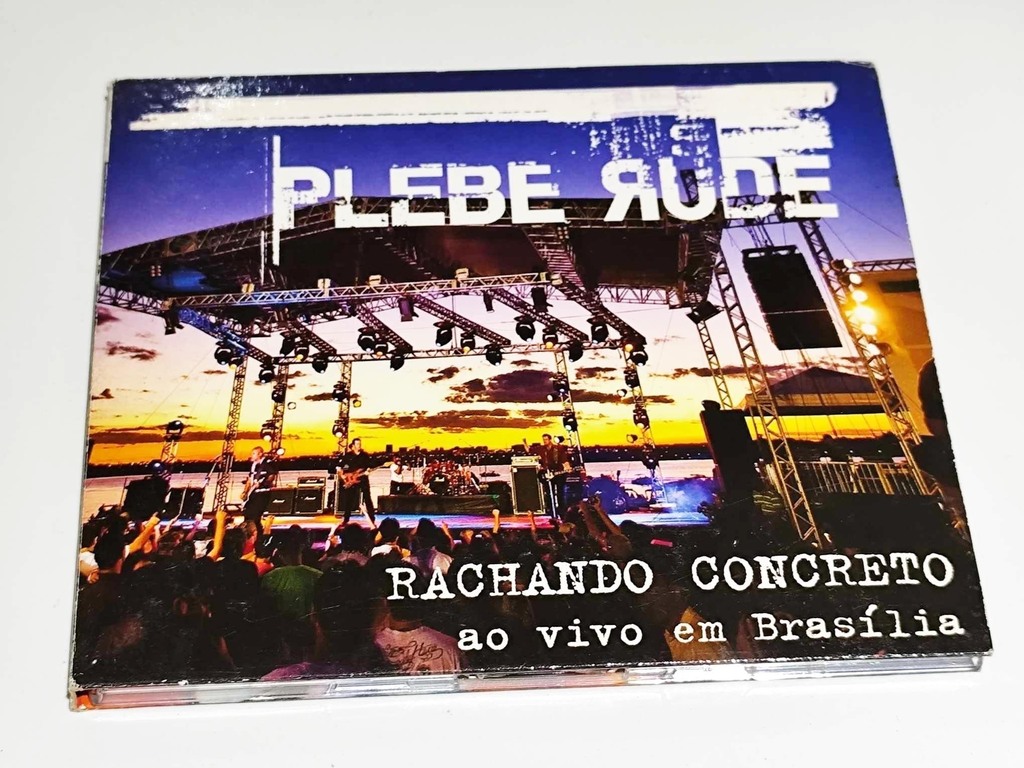 PLEBE RUDE
RACHANDO CONCRETO
ao vivo em Brasília